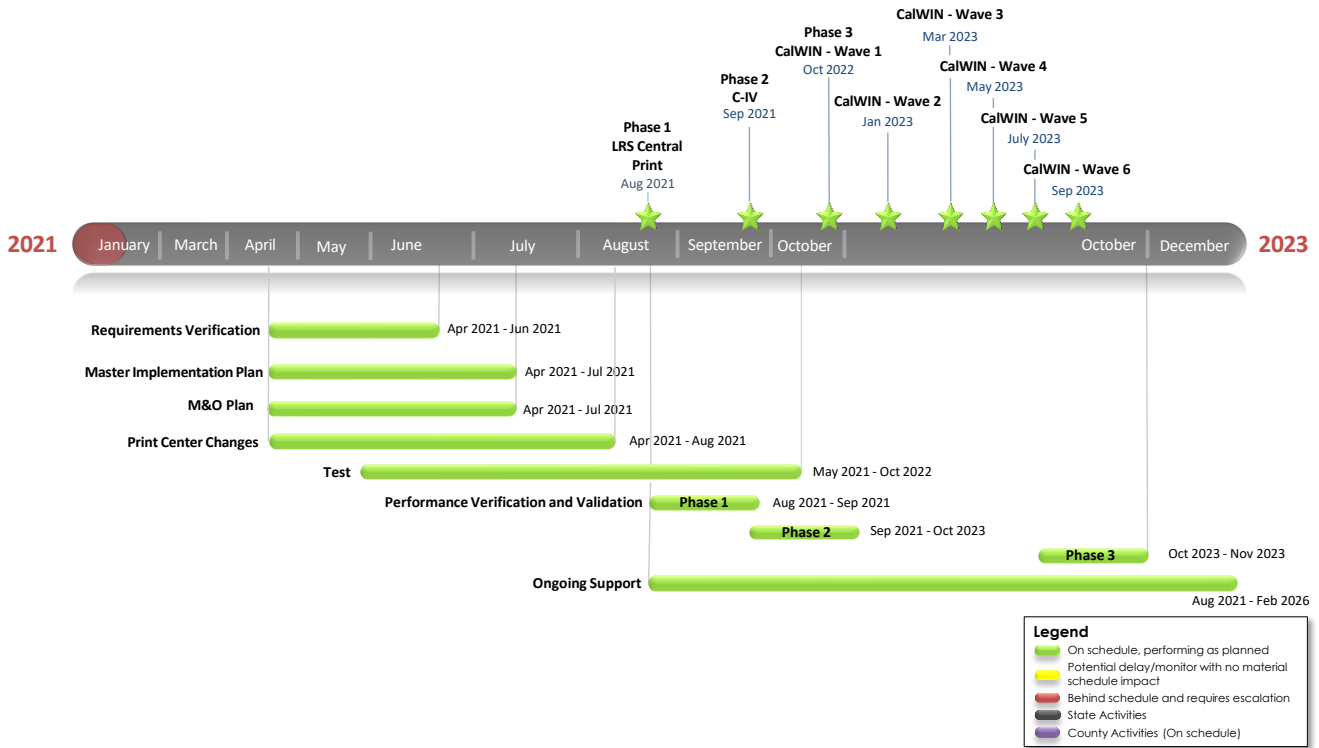 CalWIN - Wave 3
Mar 2023
Phase 3
CalWIN - Wave 1
Oct 2022
CalWIN - Wave 4
May 2023
Phase 2
C-IV
Sep 2021
CalWIN - Wave 2
Jan 2023
CalWIN - Wave 5
July 2023
Phase 1
LRS Central
Print
Aug 2021
CalWIN - Wave 6
Sep 2023
2021 January March April May June July August September October October December 2023
Requirements Verification Apr 2021 - Jun 2021
Master Implementation Plan Apr 2021 - Jul 2021
M&O Plan Apr 2021 - Jul 2021
Print Center Changes Apr 2021 - Aug 2021
Test May 2021 - Oct 2022
Performance Verification and Validation Phase 1 Aug 2021 - Sep 2021
Phase 2 Sep 2021 - Oct 2023
Phase 3 Oct 2023 - Nov 2023
Ongoing Support
Aug 2021 - Feb 2026
Legend
On schedule, performing as planned
Potential delay/monitor with no material
schedule impact
Behind schedule and requires escalation
State Activities
County Activities (On schedule)